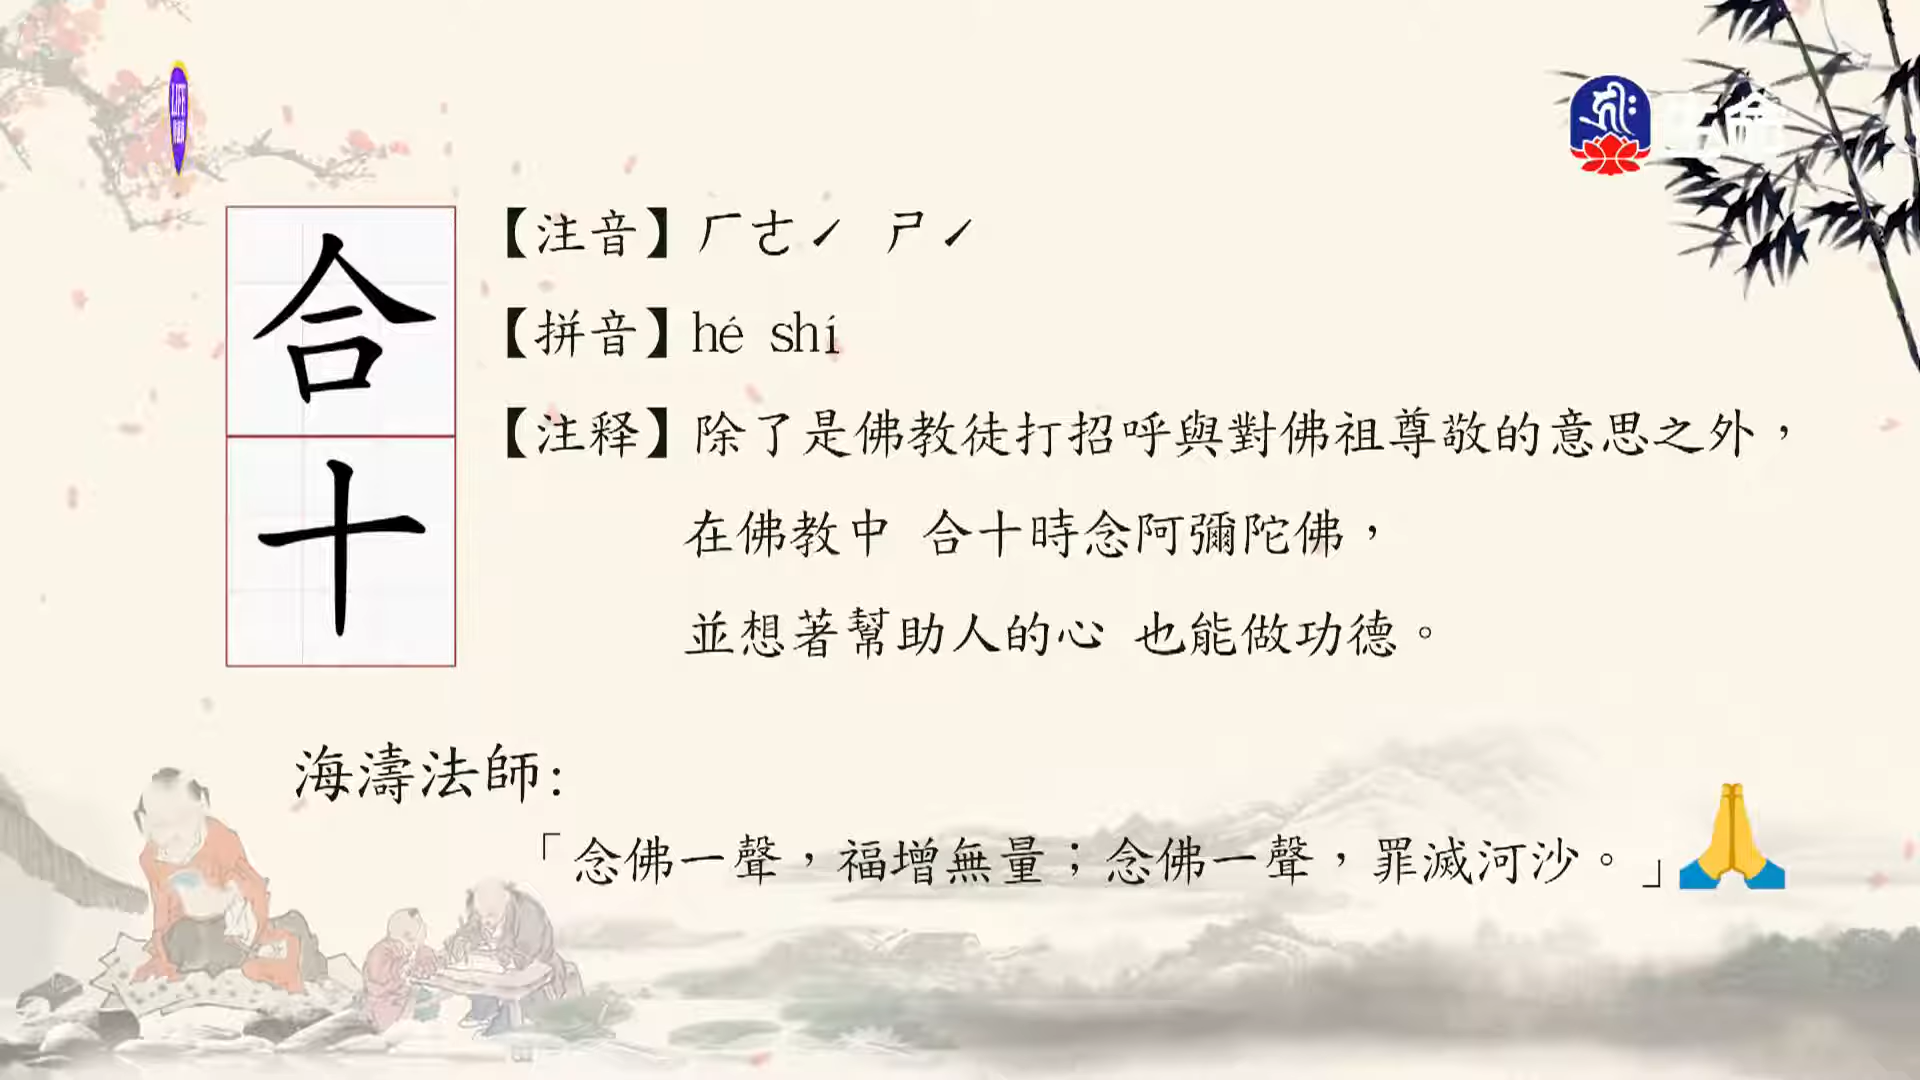 LIFE
生命
合十
【注音】ㄏㄜˊ ㄕˊ
【拼音】hé shí
【注释】除了是佛教徒打招呼與對佛祖尊敬的意思之外，
在佛教中 合十時念阿彌陀佛，
並想著幫助人的心 也能做功德。
海濤法師:
「念佛一聲，福增無量；念佛一聲，罪滅河沙。」